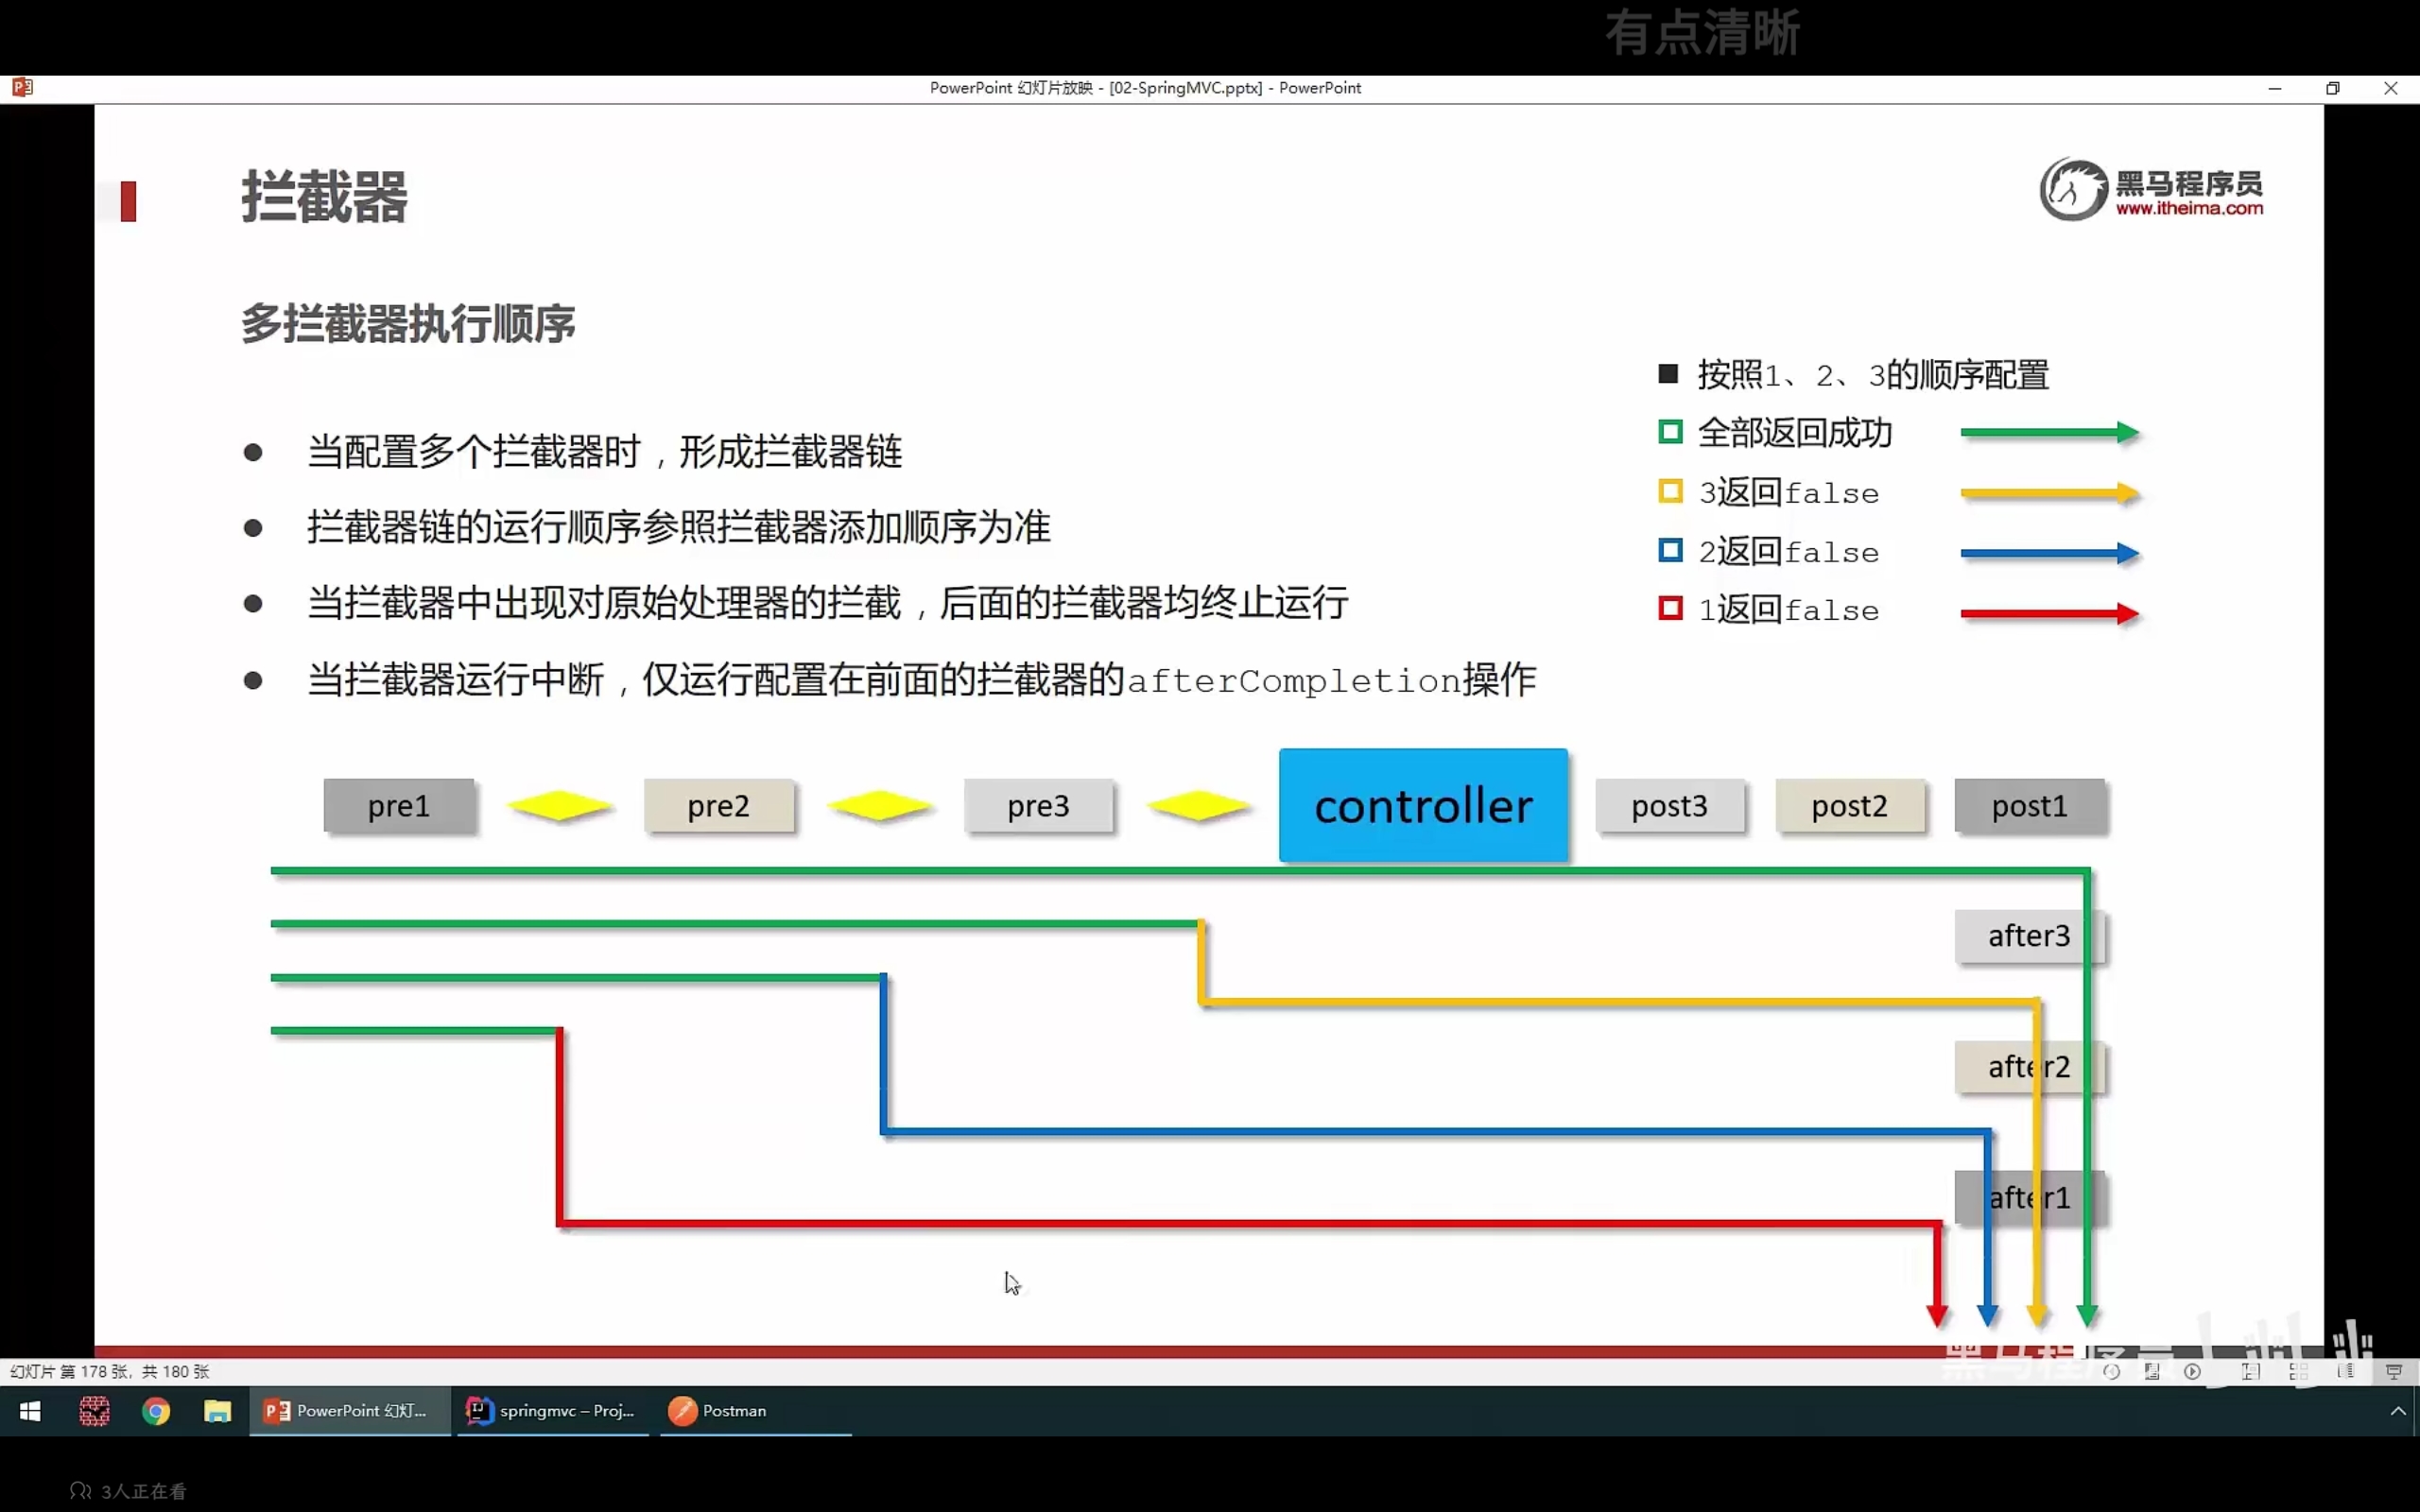 有点清晰
PowerPoint 幻灯片放映 - [02-SpringMVC.pptx] - PowerPoint
拦截器
黑马程序员
www.itheima.com
多拦截器执行顺序
按照1、2、3的顺序配置
全部返回成功
3返回false
2返回false
1返回false
当配置多个拦截器时，形成拦截器链
拦截器链的运行顺序参照拦截器添加顺序为准
当拦截器中出现对原始处理器的拦截，后面的拦截器均终止运行
当拦截器运行中断，仅运行配置在前面的拦截器的afterCompletion操作
pre1
pre2
pre3
controller
post3
post2
post1
after3
after2
after1
黑马程序员
幻灯片 第 178 张，共 180 张
PowerPoint 幻灯...
springmvc – Proj...
Postman
3人正在看